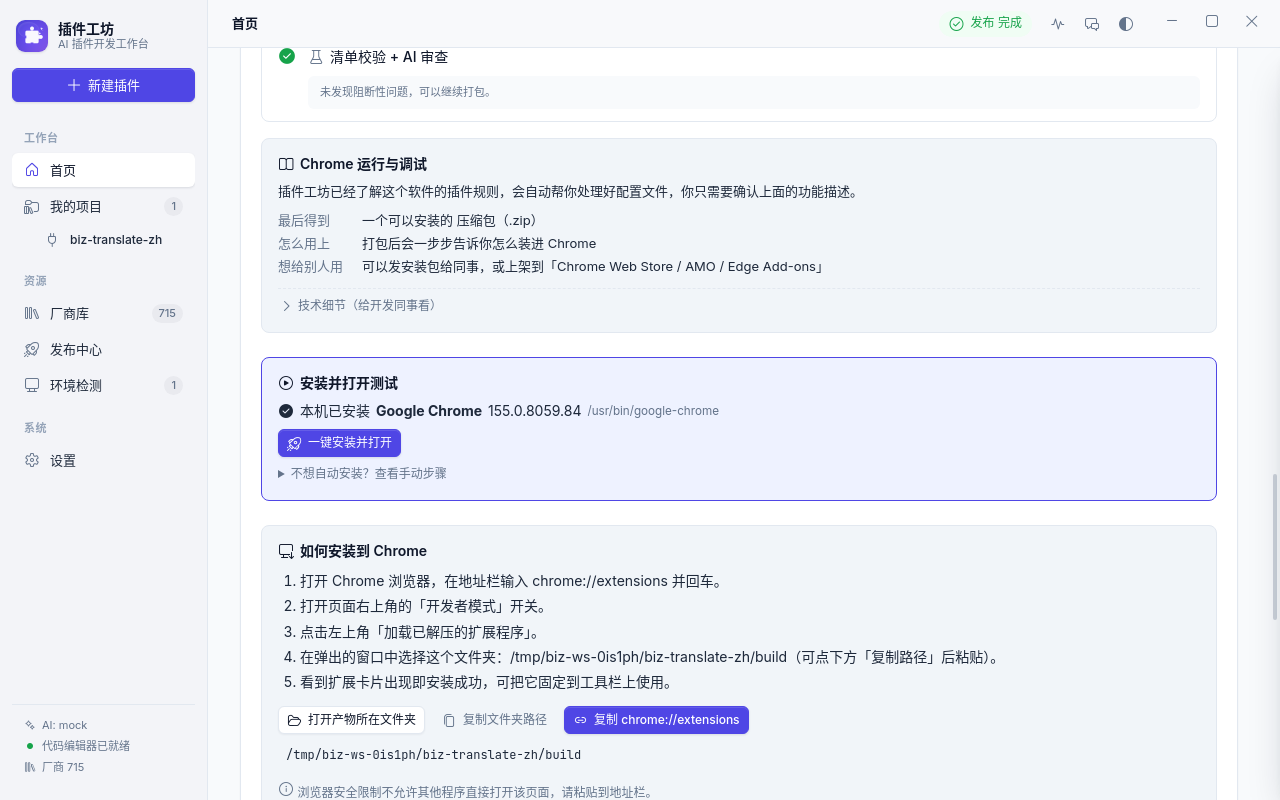 插件工坊
AI 插件开发工作台
新建插件
工作台
首页
我的项目 1
biz-translate-zh
资源
厂商库 715
发布中心
环境检测 1
系统
设置
AI: mock
代码编辑器已就绪
厂商 715
首页
发布 完成
清单校验 + AI 审查
未发现阻断性问题，可以继续打包。
Chrome 运行与调试
插件工坊已经了解这个软件的插件规则，会自动帮你处理好配置文件，你只需要确认上面的功能描述。
最后得到 一个可以安装的 压缩包（.zip）
怎么用上 打包后会一步步告诉你怎么装进 Chrome
想给别人用 可以发安装包给同事，或上架到「Chrome Web Store / AMO / Edge Add-ons」
技术细节（给开发同事看）
安装并打开测试
本机已安装 Google Chrome 155.0.8059.84 /usr/bin/google-chrome
一键安装并打开
不想自动安装？查看手动步骤
如何安装到 Chrome
1. 打开 Chrome 浏览器，在地址栏输入 chrome://extensions 并回车。
2. 打开页面右上角的「开发者模式」开关。
3. 点击左上角「加载已解压的扩展程序」。
4. 在弹出的窗口中选择这个文件夹：/tmp/biz-ws-0is1ph/biz-translate-zh/build（可点下方「复制路径」后粘贴）。
5. 看到扩展卡片出现即安装成功，可把它固定到工具栏上使用。
打开产物所在文件夹 复制文件夹路径 复制 chrome://extensions
/tmp/biz-ws-0is1ph/biz-translate-zh/build
浏览器安全限制不允许其他程序直接打开该页面，请粘贴到地址栏。